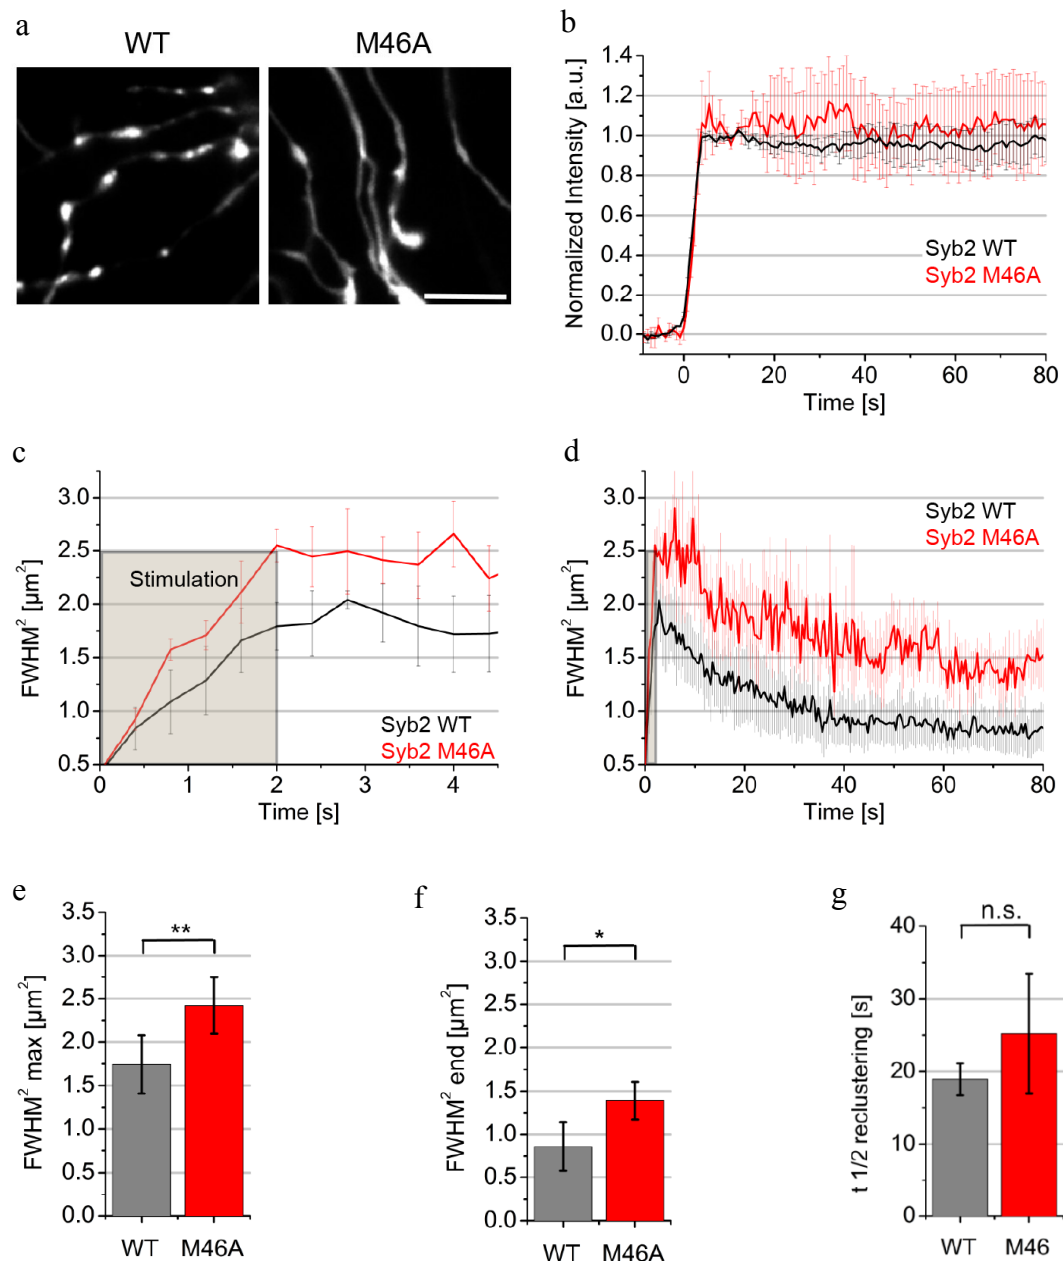 a
WT
M46A
b
Normalized Intensity [a.u.]
1.4
1.2
1.0
0.8
0.6
0.4
0.2
0.0
Syb2 WT
Syb2 M46A
0
20
40
60
80
Time [s]
c
FWHM² [µm²]
3.0
2.5
2.0
1.5
1.0
0.5
Stimulation
Syb2 WT
Syb2 M46A
0
1
2
3
4
Time [s]
d
FWHM² [µm²]
3.0
2.5
2.0
1.5
1.0
0.5
Syb2 WT
Syb2 M46A
0
20
40
60
80
Time [s]
e
FWHM² max [µm²]
3.5
3.0
2.5
2.0
1.5
1.0
0.5
0.0
**
WT
M46A
f
FWHM² end [µm²]
3.5
3.0
2.5
2.0
1.5
1.0
0.5
0.0
*
WT
M46A
g
t 1/2 reclustering [s]
40
30
20
10
0
n.s.
WT
M46